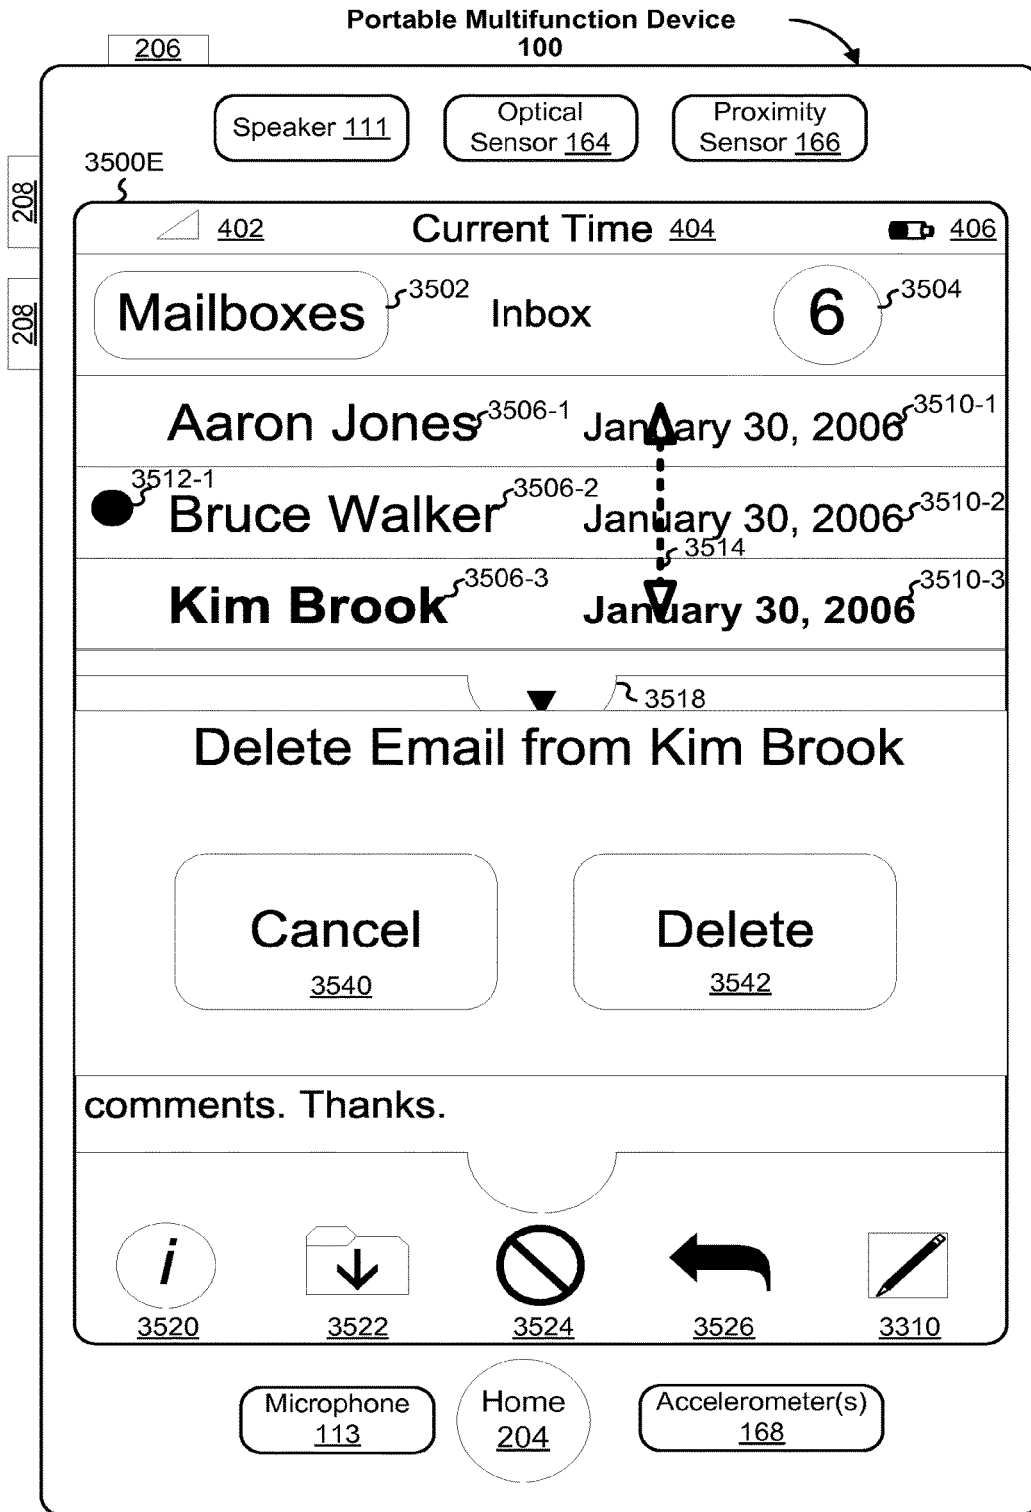 Portable Multifunction Device
100
206
Speaker 111
Optical
Sensor 164
Proximity
Sensor 166
3500E
208
208
402
Current Time 404
406
Mailboxes
3502
Inbox
6
3504
Aaron Jones
3506-1
January 30, 2006
3510-1
3512-1
Bruce Walker
3506-2
January 30, 2006
3510-2
3514
Kim Brook
3506-3
January 30, 2006
3510-3
3518
Delete Email from Kim Brook
Cancel
3540
Delete
3542
comments. Thanks.
i
3520
3522
3524
3526
3310
Microphone
113
Home
204
Accelerometer(s)
168